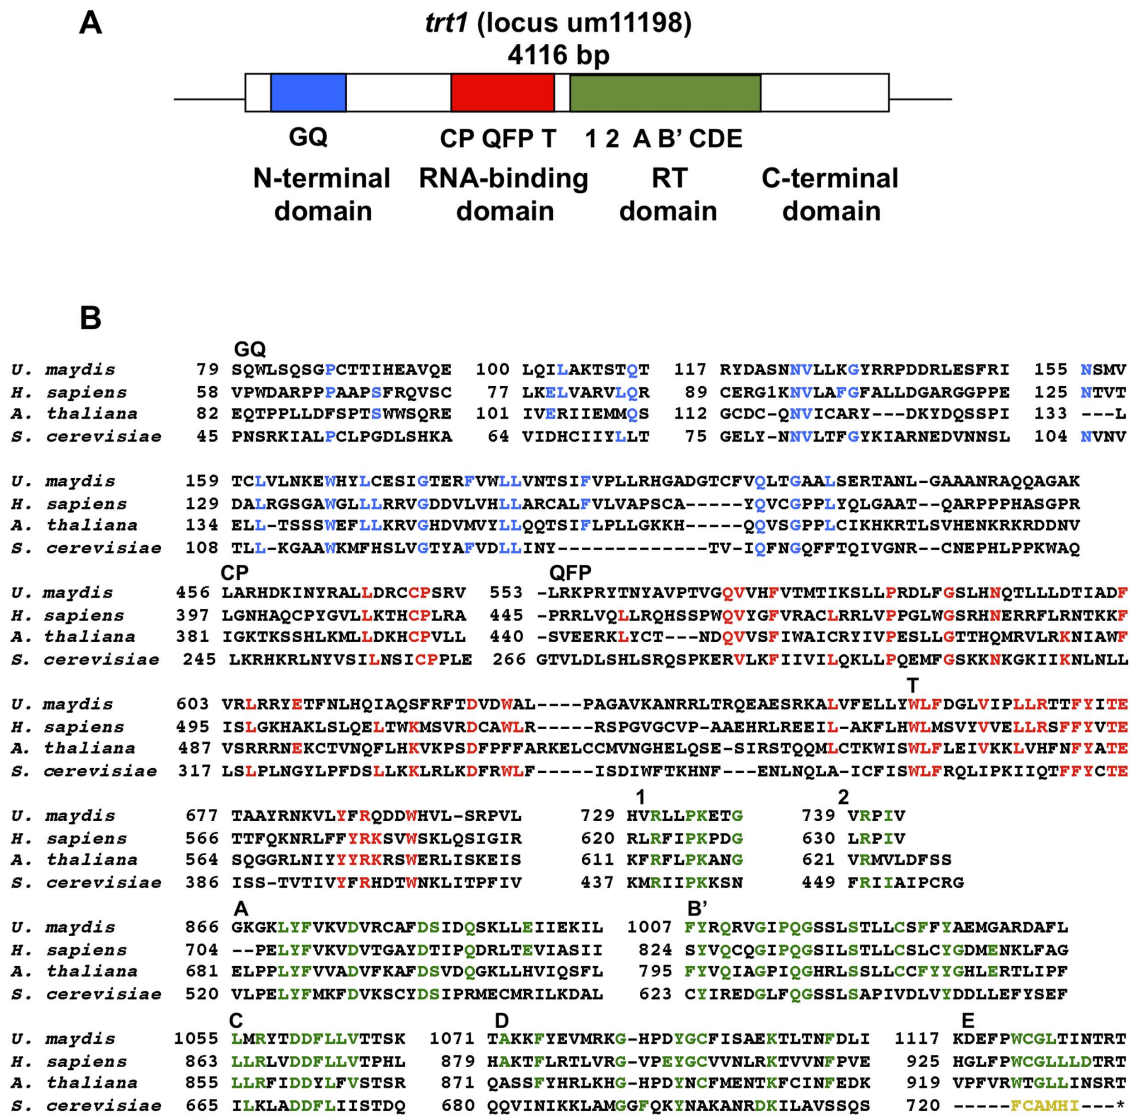 A
trt1 (locus um11198)
4116 bp
GQ CP QFP T 1 2 A B’ CDE
N-terminal RNA-binding RT C-terminal
domain domain domain domain
B
GQ
U. maydis 79 SQWLSQSGPCTTIHEAVQE 100 LQILAKTSTQT 117 RYDASNNVLLKGYRRPDDRLESFRI 155 NSMV
H. sapiens 58 VPWDARPPPAAPSFRQVSC 77 LKELVARVLQR 89 CERG1KNVLAFGFALLDGARGGPPE 125 NTVT
A. thaliana 82 EQTPPLLDFSPTSWWSQRE 101 IVERIIEMMQS 112 GCDC-QNVICARY---DKYDQSSPI 133 ---L
S. cerevisiae 45 PNSRKIALPCLPGDLSHKA 64 VIDHCIIYLLT 75 GELY-NNVLTFGYKIARNEDVNNSL 104 NVNV
U. maydis 159 TCLVLNKEWHYLCESIGTERFVWLLVNTSIFVPLLRHGADGTCFVQLTGAALSERTANL-GAAANRAQQAGAK
H. sapiens 129 DALRGSGAWGLLLRRVGDDVLVHLLARCALFVLVAPSCA-----YQVCGPPLYQLGAAT--QARPPPHASGPR
A. thaliana 134 ELL-TSSSWEFLLKRVGHDVMVYLLQQTSIFLPLLGKKH-----QQVSGPPLCIKHKRTLSVHENKRKRDDNV
S. cerevisiae 108 TLL-KGAAWKMFHSLVGTYAFVDLLINY------------TV-IQFNGQFFTQIVGNR--CNEPHLPPKWAQ
CP QFP
U. maydis 456 LARHDKINYRALLLDRCCPSRV 553 -LRKPRYTNYAVPTVGQVVHFVTMTIKSLLPRDLFGSLHNQTLLLDTIADF
H. sapiens 397 LGNHAQCPYGVLLKTHCPLRA 445 -PRRLVQLLRQHSSPWQVYGFVRACLRRLVPPGLWGSRHNERRFLRNTKKF
A. thaliana 381 IGKTKSSHLKMLLDKHCPVLL 440 -SVEERKLYCT---NDQVVSFIWAICRYIVPESLLGTTHQMRVLRKNIAWF
S. cerevisiae 245 LKRHKRLNYVSILNSICPPLE 266 GTVLDLSHLSRQSPKERVLKFIIVILQKLLPQEMFGSKKNKGKIIKNLNLL
T
U. maydis 603 VRLRRYETFNLHQIAQSFRFTDVDWAL----PAGAVKANRRLTRQEAESRKALVFELLYWLFDGLVIPLLRTTFYITE
H. sapiens 495 ISLGKHAKLSLQELTWKMSVRDCAWLR-----RSPGVGCVP-AAEHRLREEIL-AKFLHWLMSVYVVELLRSFFYVTE
A. thaliana 487 VSRRRNEKCTVNQFLHKVKPSDFPFFARKELCCMVNGHELQSE-SIRSTQQMLCTKWISWLFLEIVKKLVHFNFYATE
S. cerevisiae 317 LSLPLNGYLPFDSLLKKLRLKDFRWLF-----ISDIWFTKHNF---ENLNQLA-ICFISWLFRQLIPKIIQTFFYCTE
1 2
U. maydis 677 TAAYRNKVLYFRQDDWHVL-SRPVL 729 HVRLLPKETG 739 VRPIV
H. sapiens 566 TTFQKNRLFFYRKSVWSKLQSIGIR 620 RLRFIPKPDG 630 LRPIV
A. thaliana 564 SQGGRLNIYYYRKRSWERLISKEIS 611 KFRFLPKANG 621 VRMVLDFSS
S. cerevisiae 386 ISS-TVTIVYFRHDTWNKLITPFIV 437 KMRIIPKKSN 449 FRIIAIPCRG
A B’
U. maydis 866 GKGKLYFVKVDVRCAFDSIDQSKLLEIIEKIL 1007 FYRQRVGIPQGSSLSTLLCSFFYAEMGARDAFL
H. sapiens 704 --PELYFVKVDVTGAYDTIPQDRLTEVIASII 824 SYVQCQGIPQGSILSTLLCSLCYGDMENKLFAG
A. thaliana 681 ELPPLYFVVADVFKAFDSVDQGKLLHVIQSFL 795 FYVQIAGIPQGHRLSSLLCCFYYGHLERTLIPF
S. cerevisiae 520 VLPELYFMKFDVKSCYDSIPRMECMRILKDAL 623 CYIREDGLFQGSSLSAPIVDLVYDDLLEFYSEF
C D E
U. maydis 1055 LMRYTDDFLLVTTSK 1071 TAKKFYEVMRKG-HPDYGCFISAEKTLTNFDLI 1117 KDEFPWCGLTINTRT
H. sapiens 863 LLRLVDDFLLVTPHL 879 HAKTFLRTLVRG-VPEYGCVVNLRKTVVNFPVE 925 HGLFPWCGLLLDTRT
A. thaliana 855 LLRFIDDYLFVSTSR 871 QASSFYHRLKHG-HPDYNCFMENTKFCINFEDK 919 VPFVRWTGLLINSRT
S. cerevisiae 665 ILKLADDFLIISTDQ 680 QQVINIKKLAMGGFQKYNAKANRDKILAVSSQS 720 -----FCAMHI---*